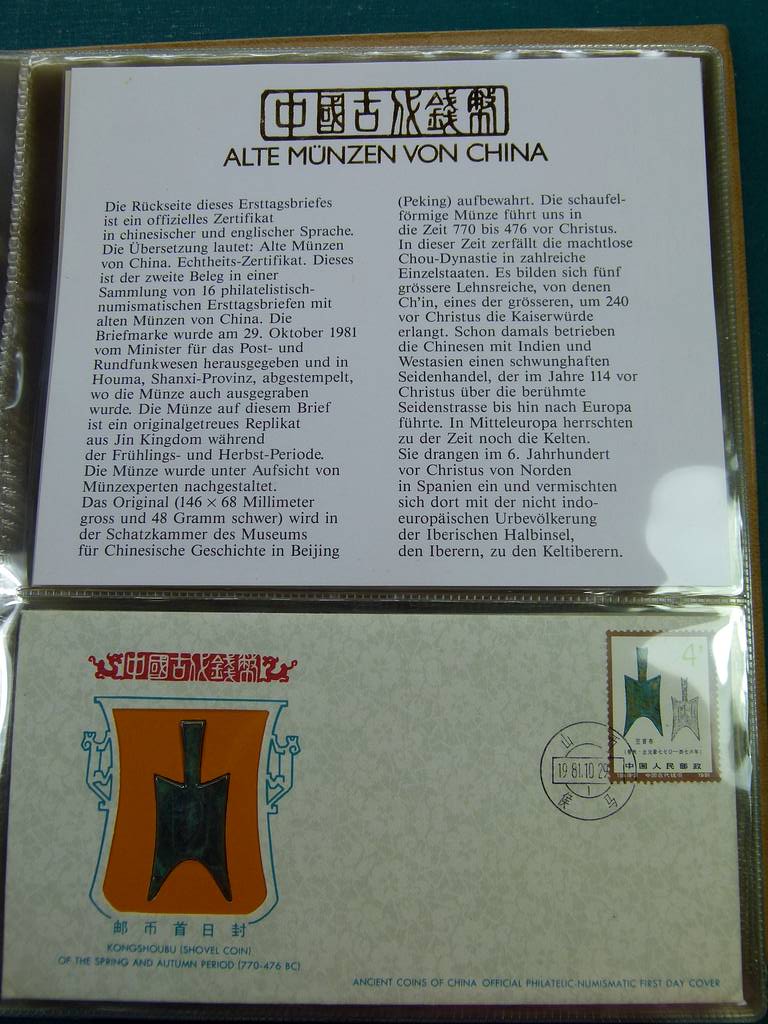 中國古代錢幣
ALTE MÜNZEN VON CHINA
Die Rückseite dieses Ersttagsbriefes
ist ein offizielles Zertifikat
in chinesischer und englischer Sprache.
Die Übersetzung lautet: Alte Münzen
von China. Echtheits-Zertifikat. Dieses
ist der zweite Beleg in einer
Sammlung von 16 philatelistisch-
numismatischen Ersttagsbriefen mit
alten Münzen von China. Die
Briefmarke wurde am 29. Oktober 1981
vom Minister für das Post- und
Rundfunkwesen herausgegeben und in
Houma, Shanxi-Provinz, abgestempelt,
wo die Münze auch ausgegraben
wurde. Die Münze auf diesem Brief
ist ein originalgetreues Replikat
aus Jin Kingdom während
der Frühlings- und Herbst-Periode.
Die Münze wurde unter Aufsicht von
Münzexperten nachgestaltet.
Das Original (146 × 68 Millimeter
gross und 48 Gramm schwer) wird in
der Schatzkammer des Museums
für Chinesische Geschichte in Beijing
(Peking) aufbewahrt. Die schaufel-
förmige Münze führt uns in
die Zeit 770 bis 476 vor Christus.
In dieser Zeit zerfällt die machtlose
Chou-Dynastie in zahlreiche
Einzelstaaten. Es bilden sich fünf
grössere Lehnsreiche, von denen
Ch'in, eines der grösseren, um 240
vor Christus die Kaiserwürde
erlangt. Schon damals betrieben
die Chinesen mit Indien und
Westasien einen schwunghaften
Seidenhandel, der im Jahre 114 vor
Christus über die berühmte
Seidenstrasse bis hin nach Europa
führte. In Mitteleuropa herrschten
zu der Zeit noch die Kelten.
Sie drangen im 6. Jahrhundert
vor Christus von Norden
in Spanien ein und vermischten
sich dort mit der nicht indo-
europäischen Urbevölkerung
der Iberischen Halbinsel,
den Iberern, zu den Keltiberern.
中國古代錢幣
4
空首布
中国人民邮政
山西
1981.10.29
侯马
邮币首日封
KONGSHOUBU (SHOVEL COIN)
OF THE SPRING AND AUTUMN PERIOD (770-476 BC)
ANCIENT COINS OF CHINA OFFICIAL PHILATELIC-NUMISMATIC FIRST DAY COVER